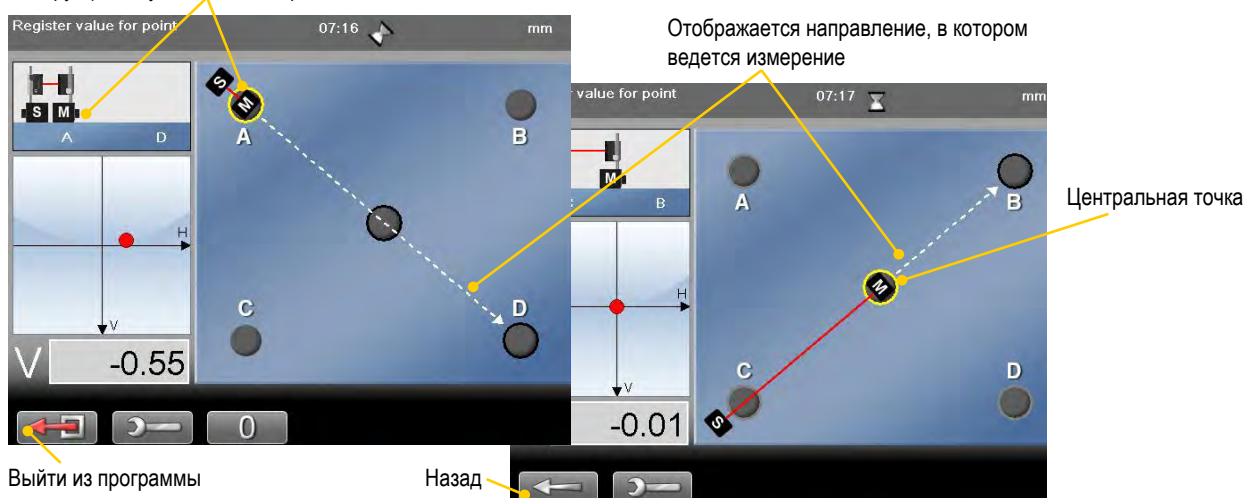 Register value for point 07:16 mm
S M
A D
H
V
V -0.55
0
S
M
A
B
C
D
Отображается направление, в котором
ведется измерение
value for point 07:17 mm
M
B
H
V
-0.01
A
B
M
C
D
S
Центральная точка
Выйти из программы
Назад